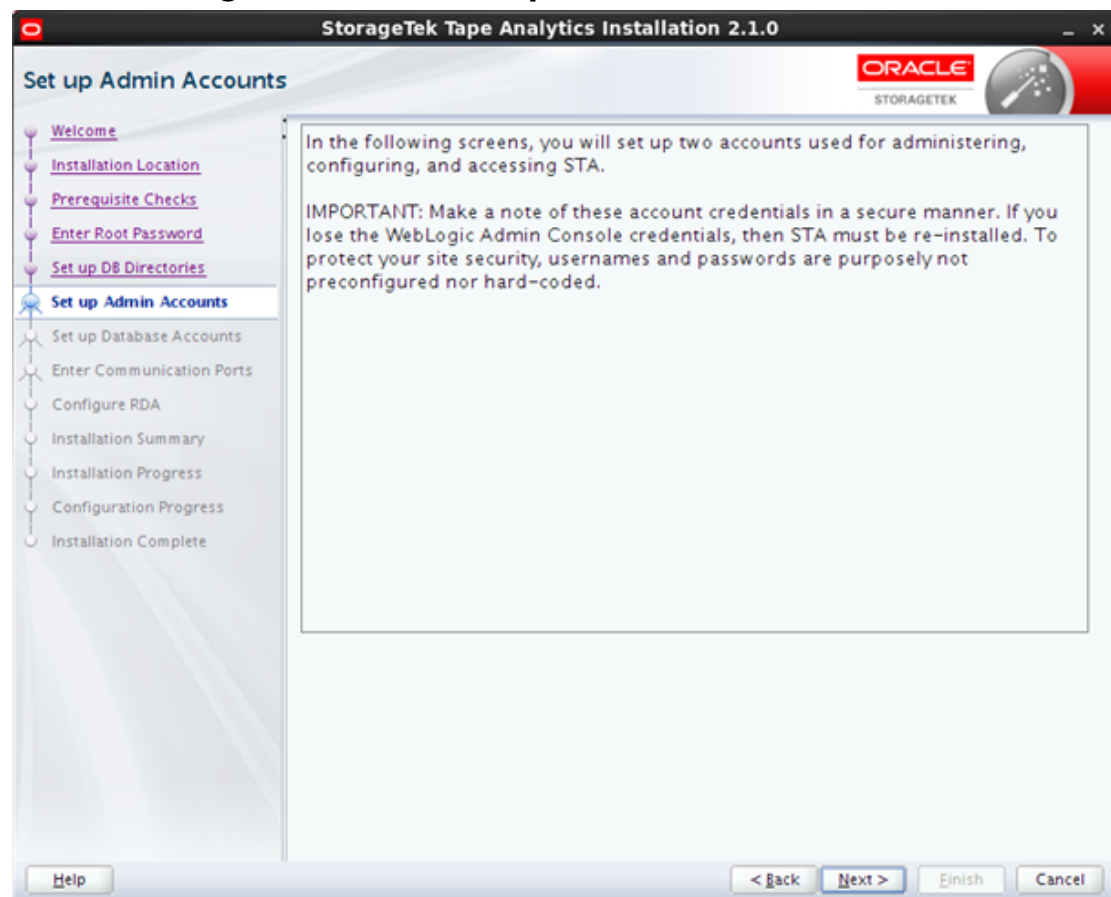 StorageTek Tape Analytics Installation 2.1.0
Set up Admin Accounts
ORACLE
STORAGETEK
Welcome
Installation Location
Prerequisite Checks
Enter Root Password
Set up DB Directories
Set up Admin Accounts
Set up Database Accounts
Enter Communication Ports
Configure RDA
Installation Summary
Installation Progress
Configuration Progress
Installation Complete
In the following screens, you will set up two accounts used for administering,
configuring, and accessing STA.
IMPORTANT: Make a note of these account credentials in a secure manner. If you
lose the WebLogic Admin Console credentials, then STA must be re-installed. To
protect your site security, usernames and passwords are purposely not
preconfigured nor hard-coded.
Help
< Back
Next >
Finish
Cancel